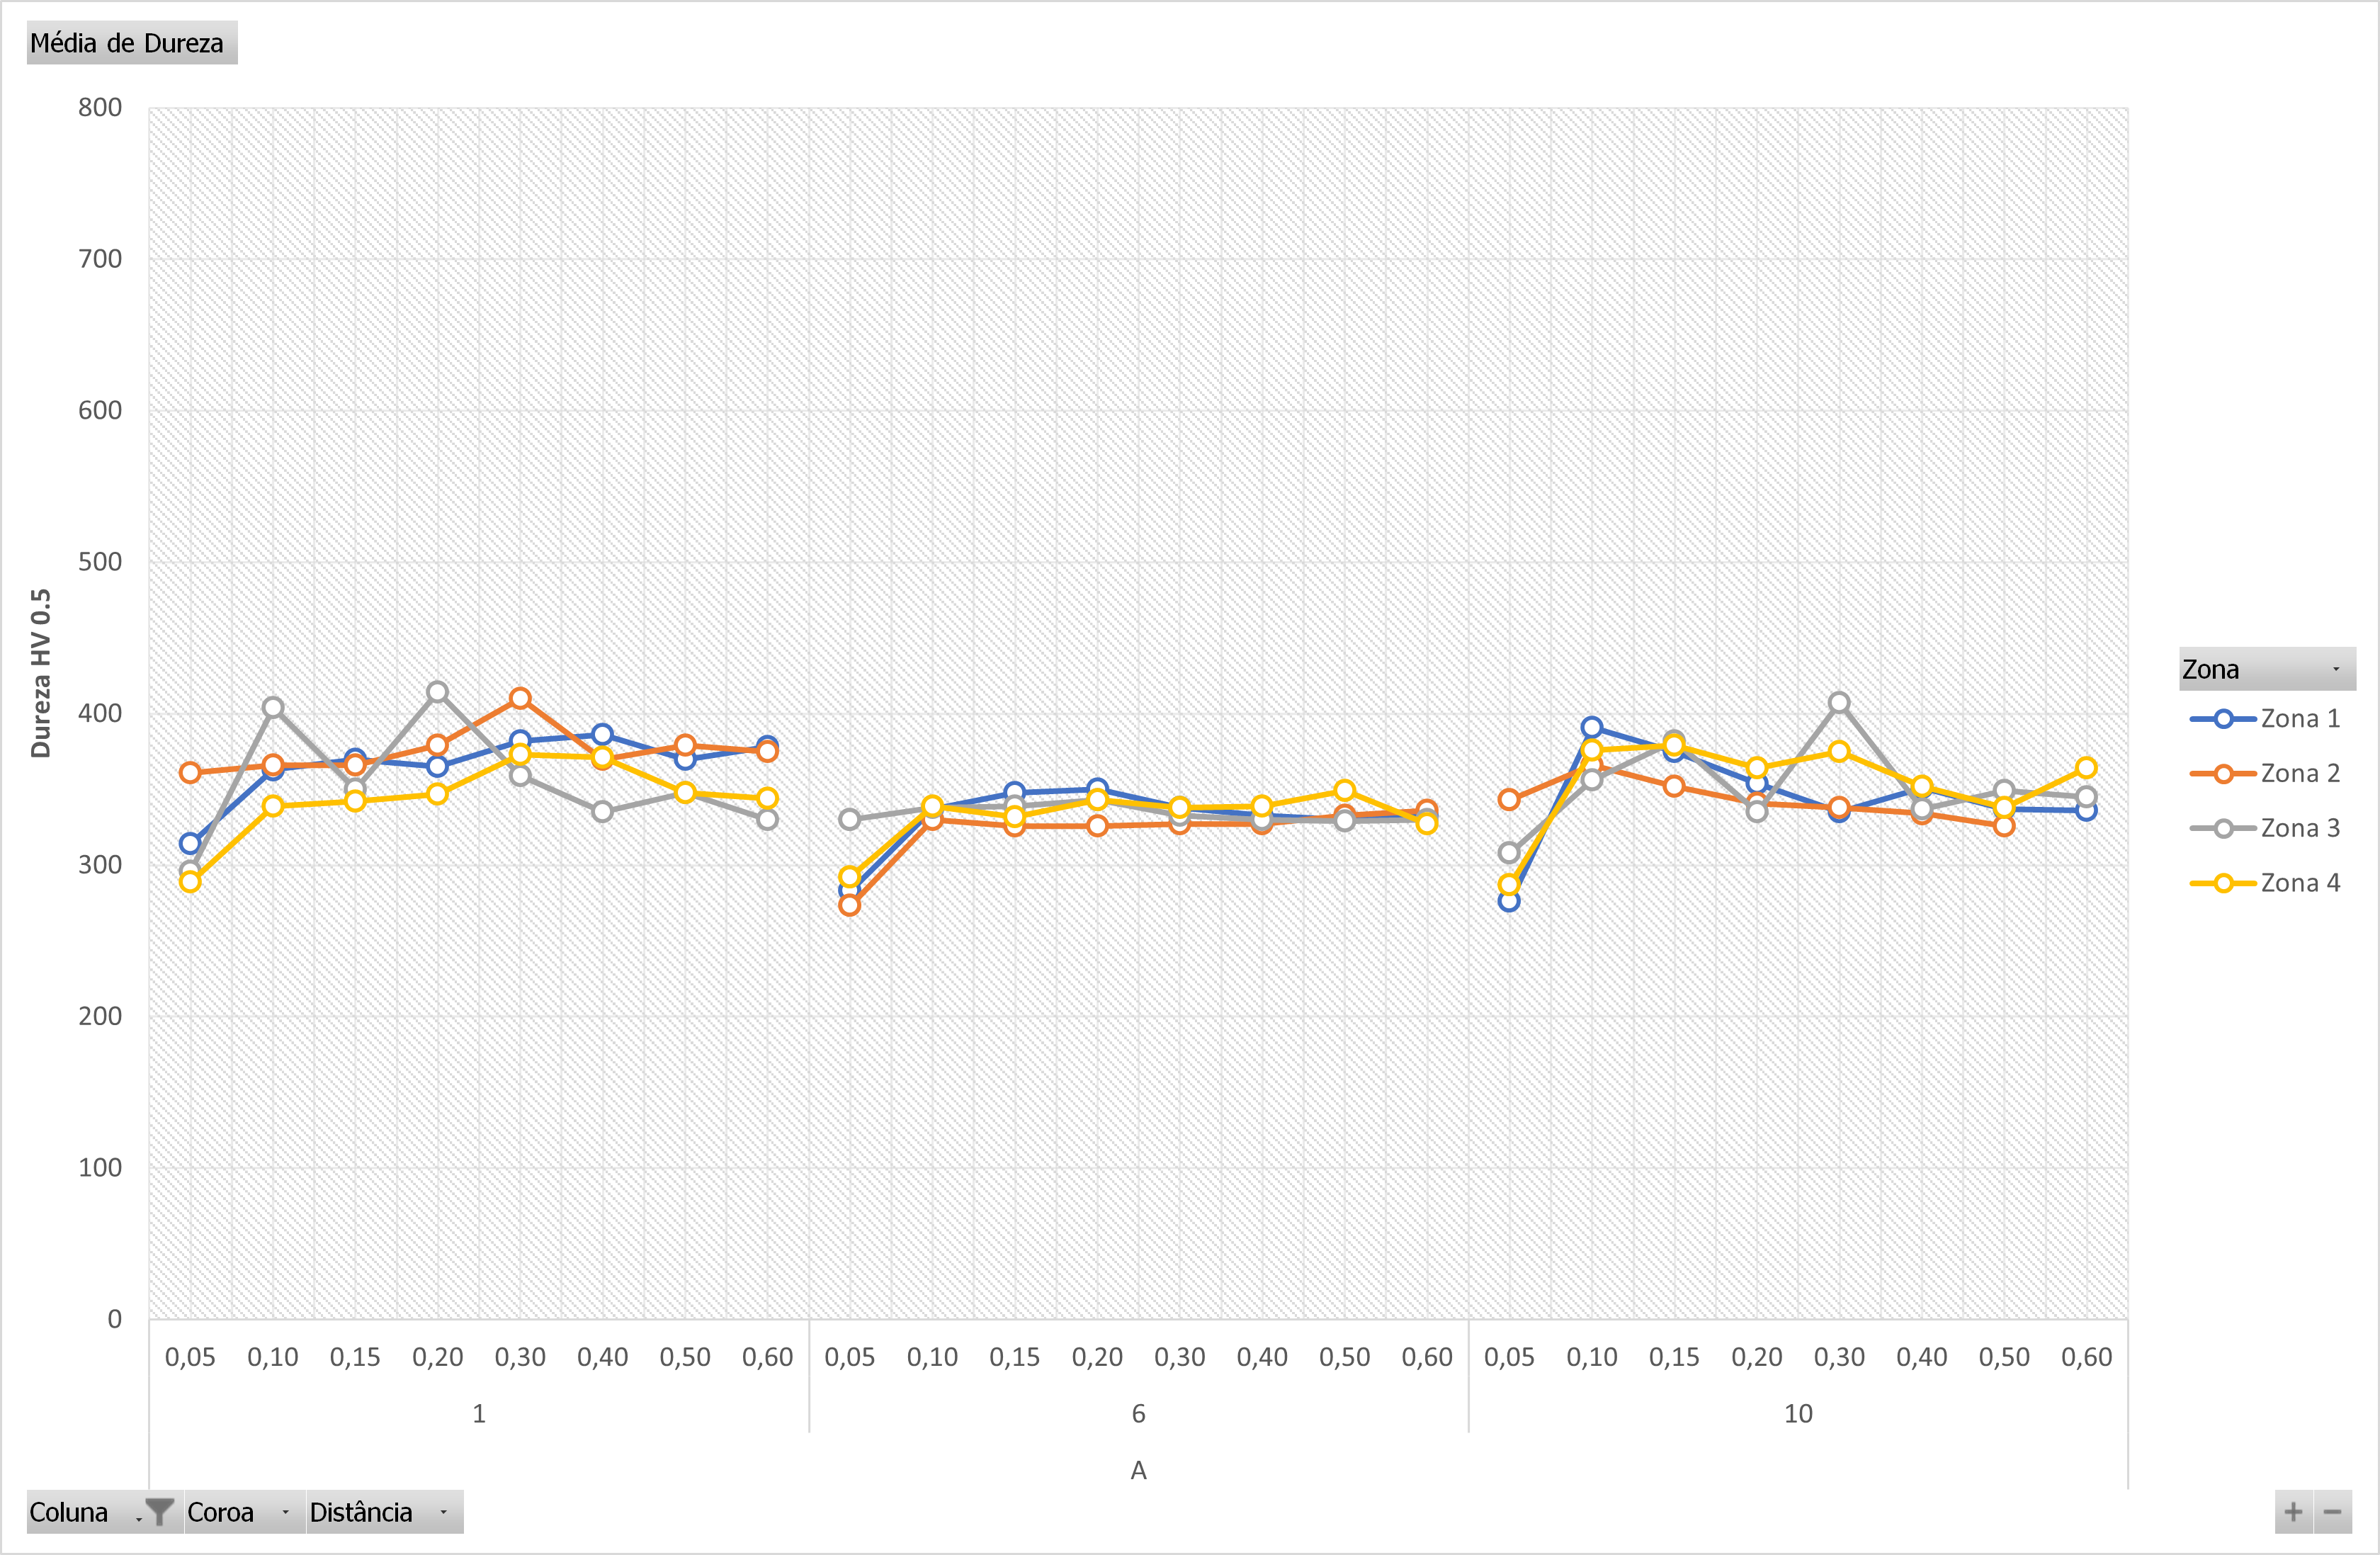 Média de Dureza
800
700
600
500
400
300
200
100
0
Dureza HV 0.5
0,05 0,10 0,15 0,20 0,30 0,40 0,50 0,60 0,05 0,10 0,15 0,20 0,30 0,40 0,50 0,60 0,05 0,10 0,15 0,20 0,30 0,40 0,50 0,60
1 6 10
A
Zona
Zona 1
Zona 2
Zona 3
Zona 4
Coluna Coroa Distância
+ −